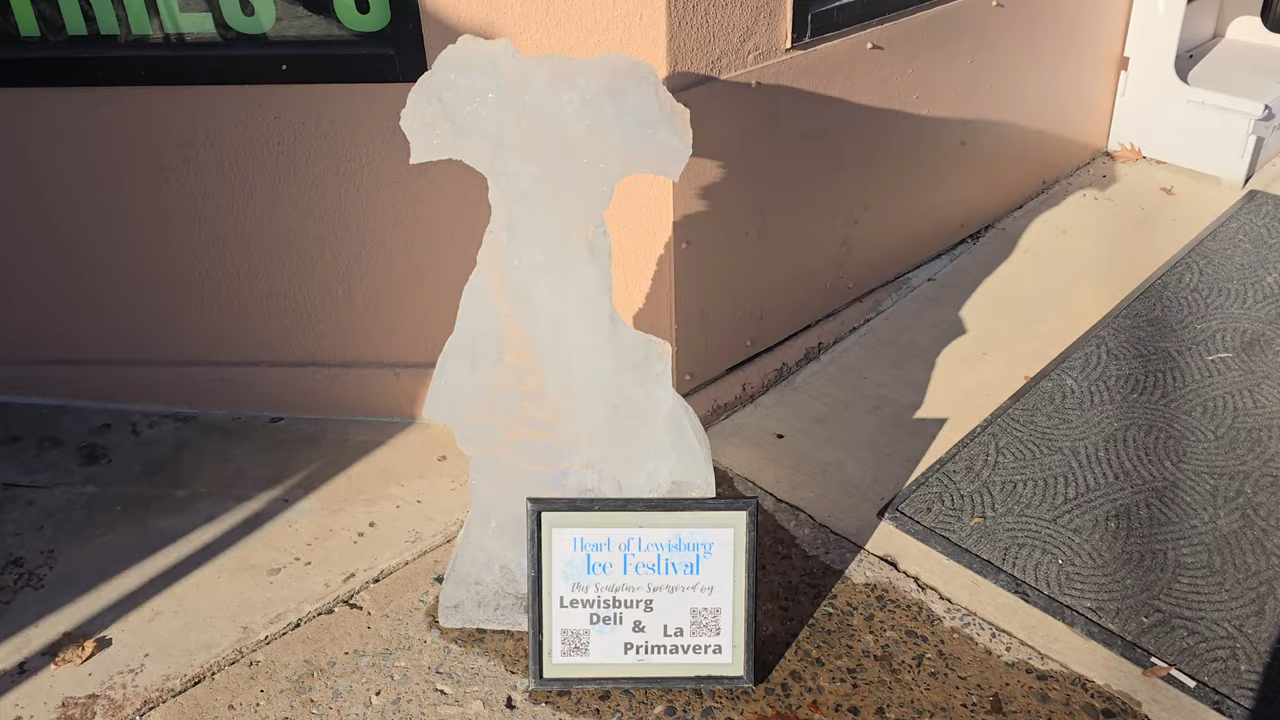 Heart of Lewisburg
Ice Festival
This Sculpture Sponsored by
Lewisburg
Deli
&
La
Primavera